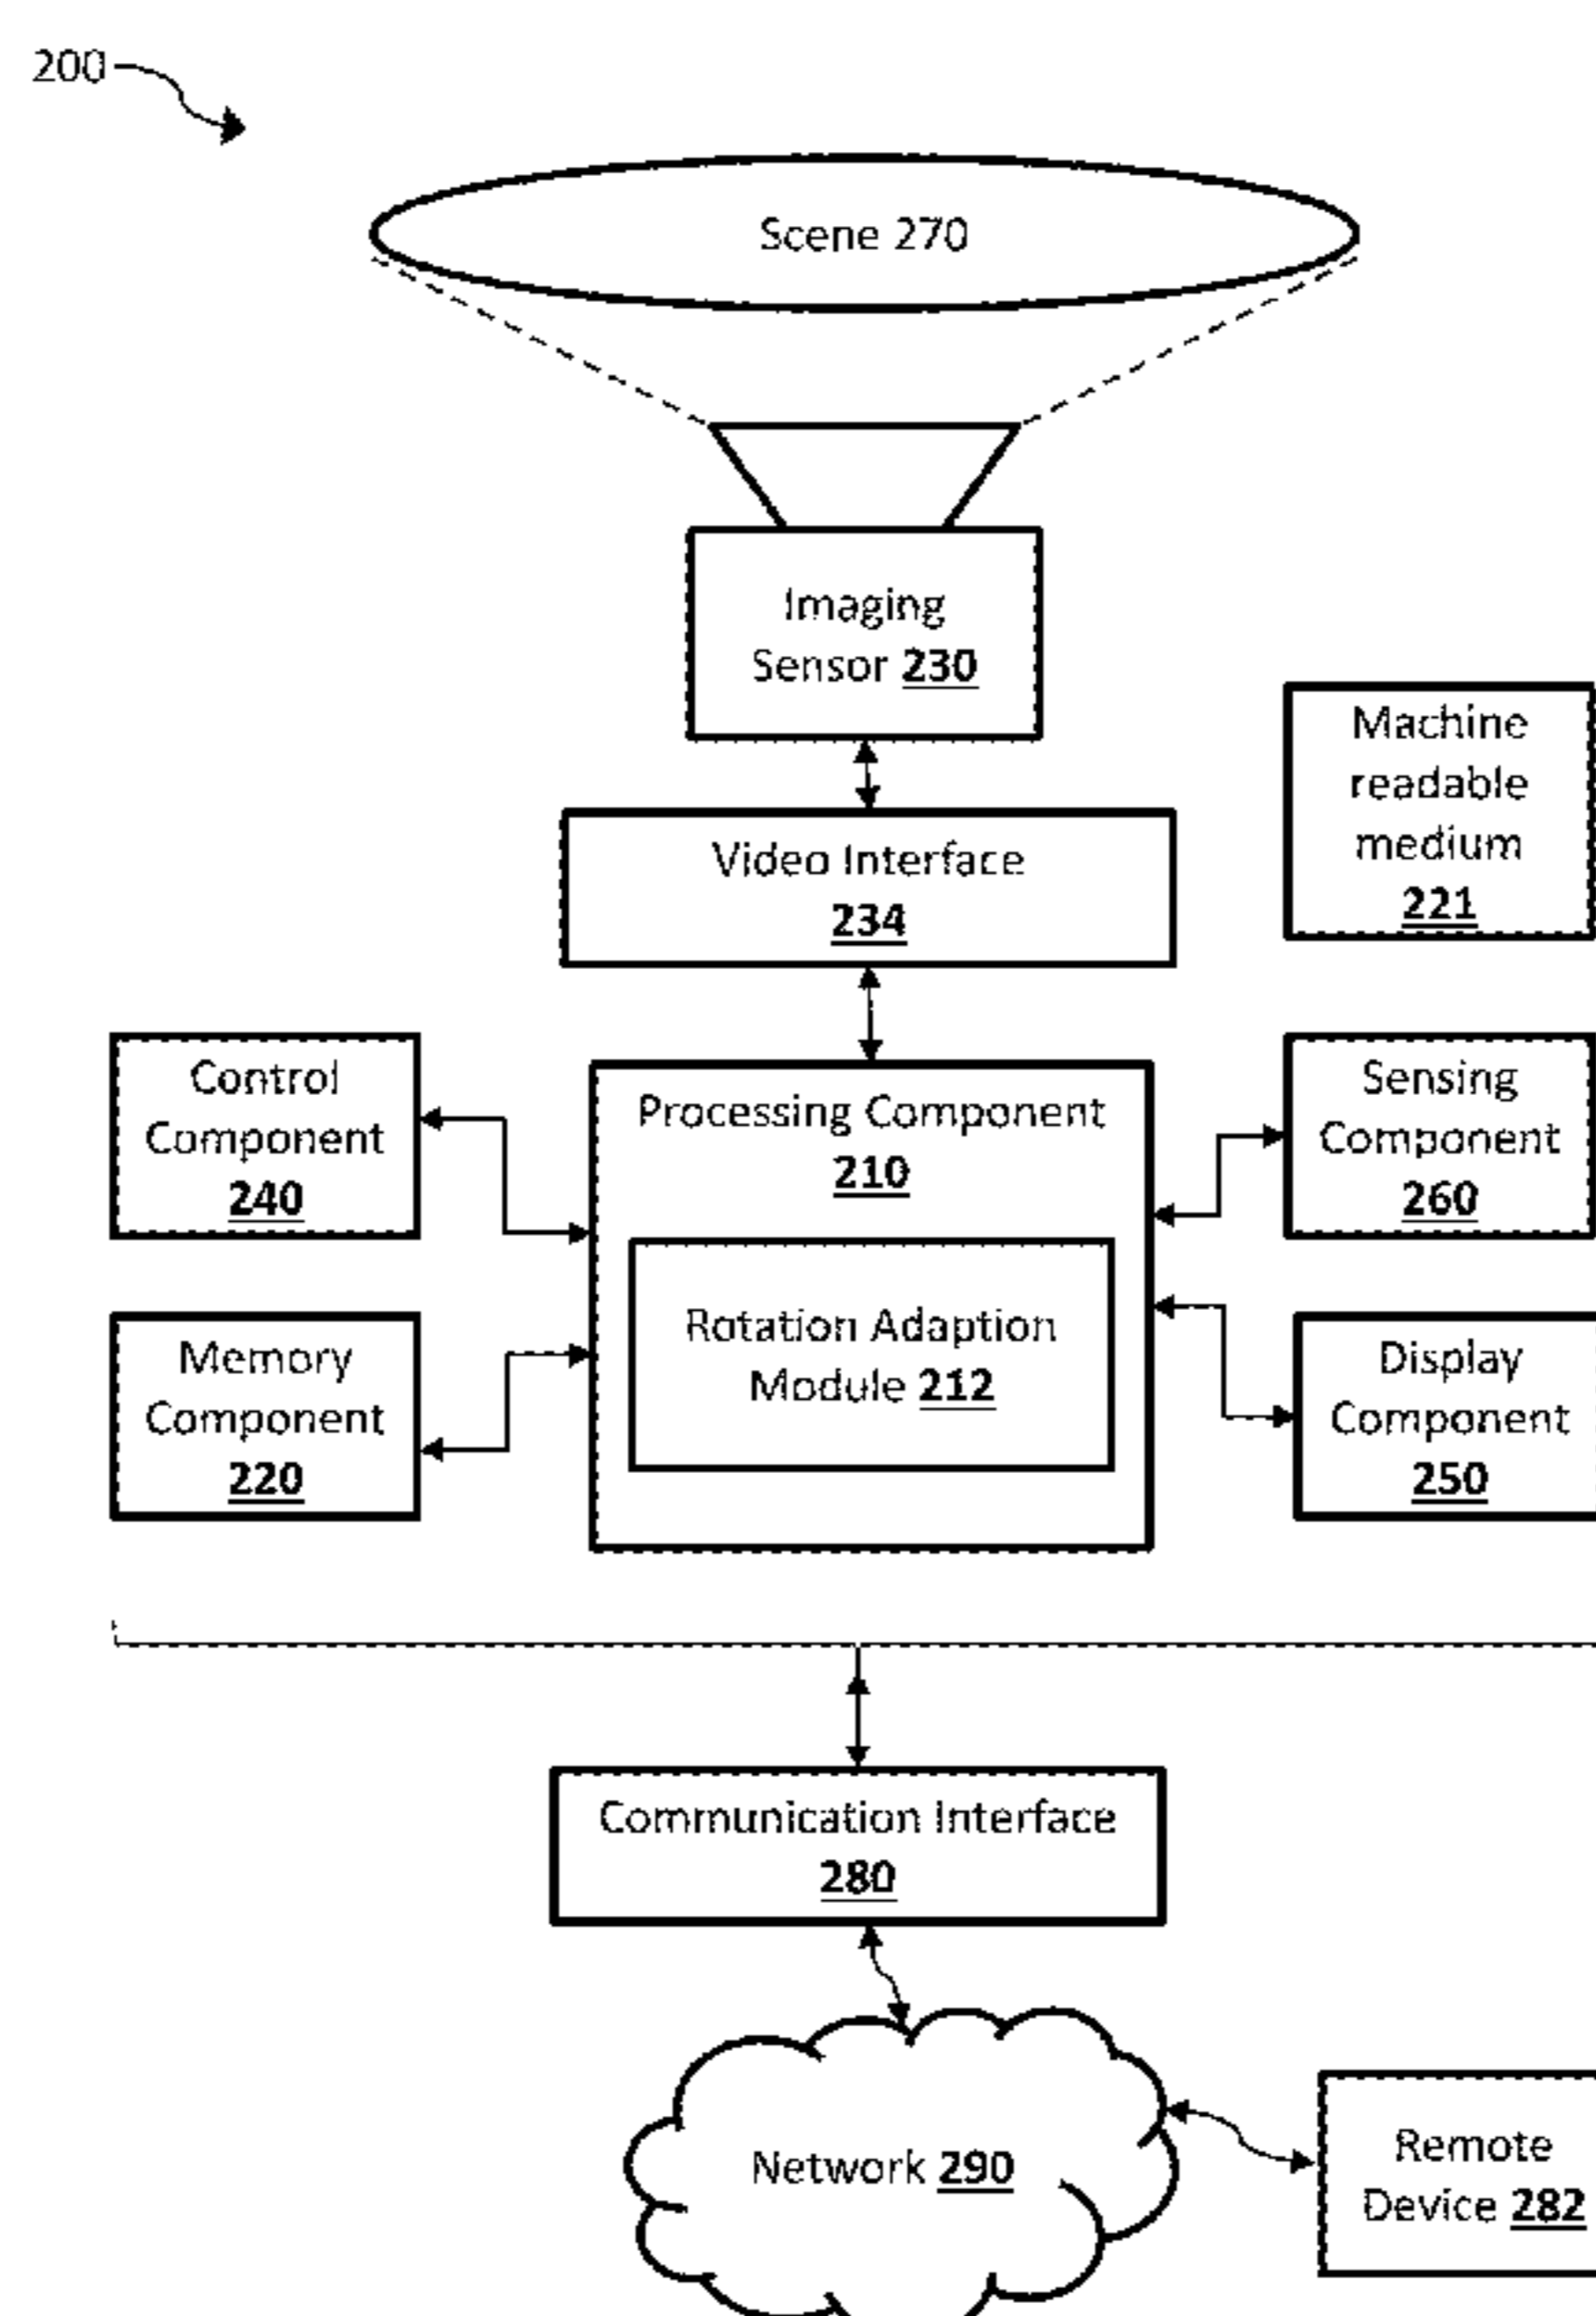 200
Scene 270
Imaging
Sensor 230
Machine
readable
medium
221
Video Interface
234
Control
Component
240
Processing Component
210
Sensing
Component
260
Rotation Adaption
Module 212
Memory
Component
220
Display
Component
250
Communication Interface
280
Network 290
Remote
Device 282